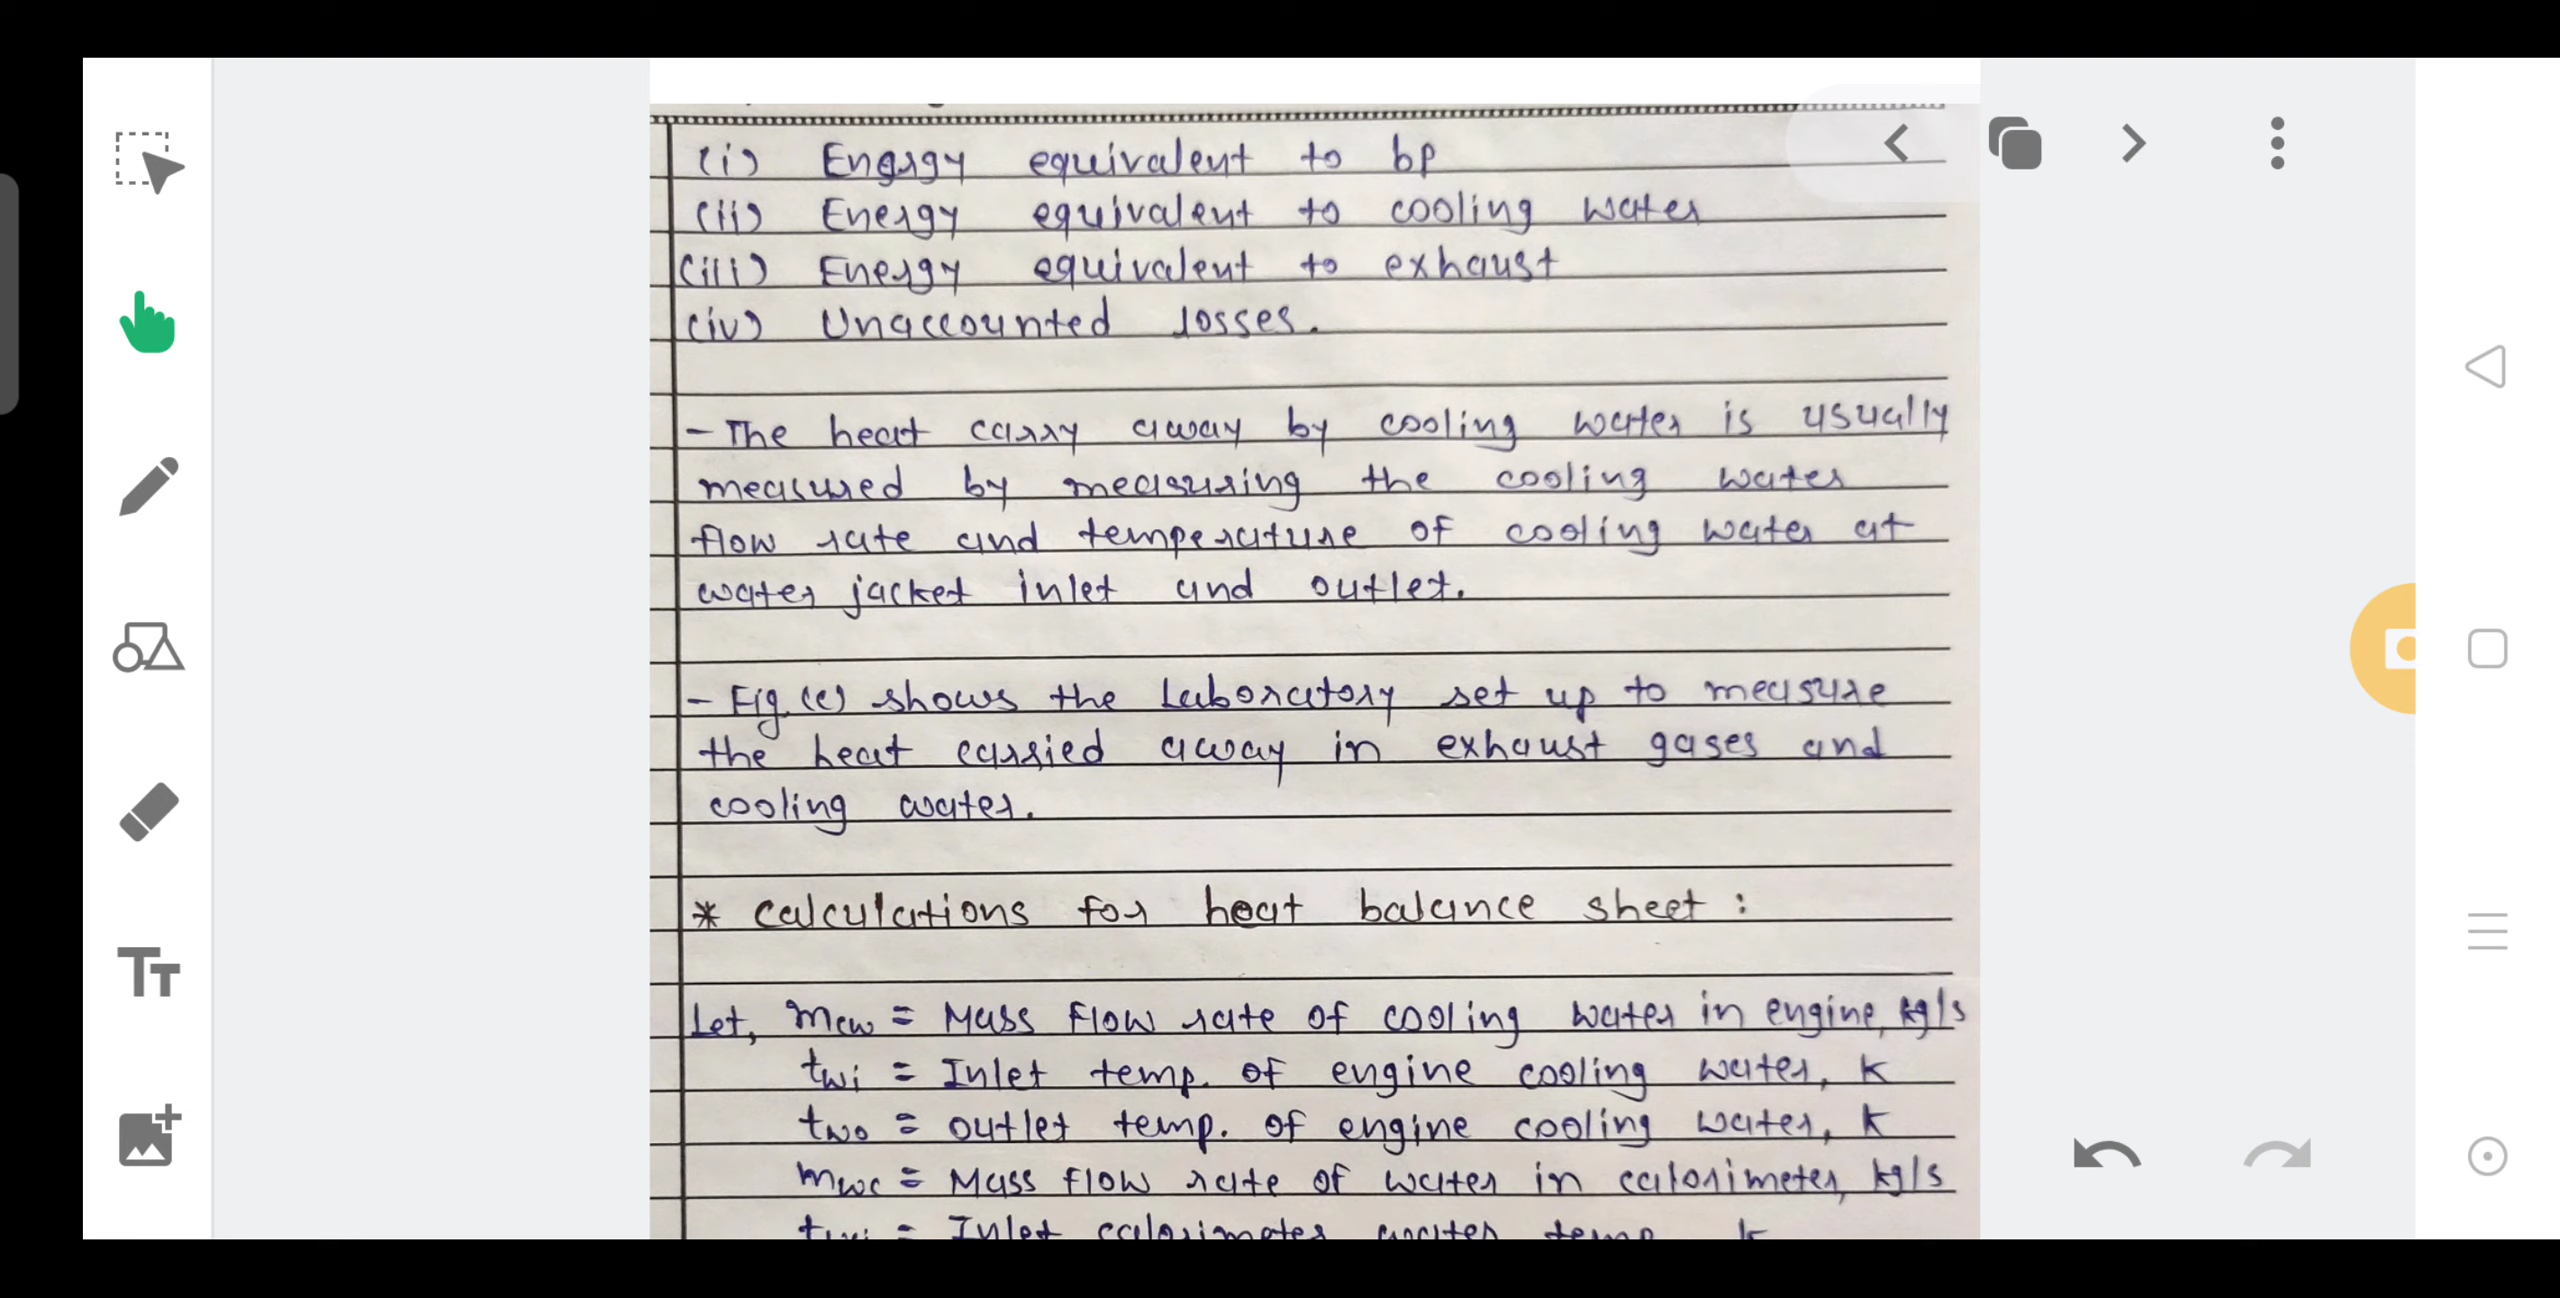 (i) Energy equivalent to bp
(ii) Energy equivalent to cooling water
(iii) Energy equivalent to exhaust
(iv) Unaccounted losses.
- The heat carry away by cooling water is usually
measured by measuring the cooling water
flow rate and temperature of cooling water at
water jacket inlet and outlet.
- Fig.(c) shows the Laboratory set up to measure
the heat carried away in exhaust gases and
cooling water.
* Calculations for heat balance sheet :
Let, mcw = Mass flow rate of cooling water in engine, kg/s
twi = Inlet temp. of engine cooling water, k
two = outlet temp. of engine cooling water, k
mwc = Mass flow rate of water in calorimeter, kg/s
= Inlet calorimeter water temp k
TT